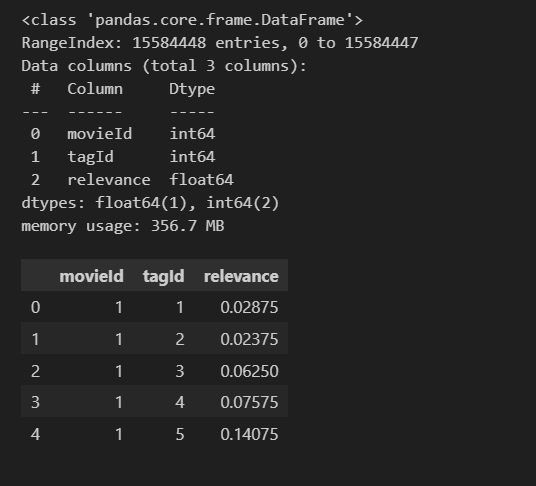 <class 'pandas.core.frame.DataFrame'>
RangeIndex: 15584448 entries, 0 to 15584447
Data columns (total 3 columns):
 #   Column     Dtype
---  ------     -----
 0   movieId    int64
 1   tagId      int64
 2   relevance  float64
dtypes: float64(1), int64(2)
memory usage: 356.7 MB
movieId tagId relevance
0 1 1 0.02875
1 1 2 0.02375
2 1 3 0.06250
3 1 4 0.07575
4 1 5 0.14075